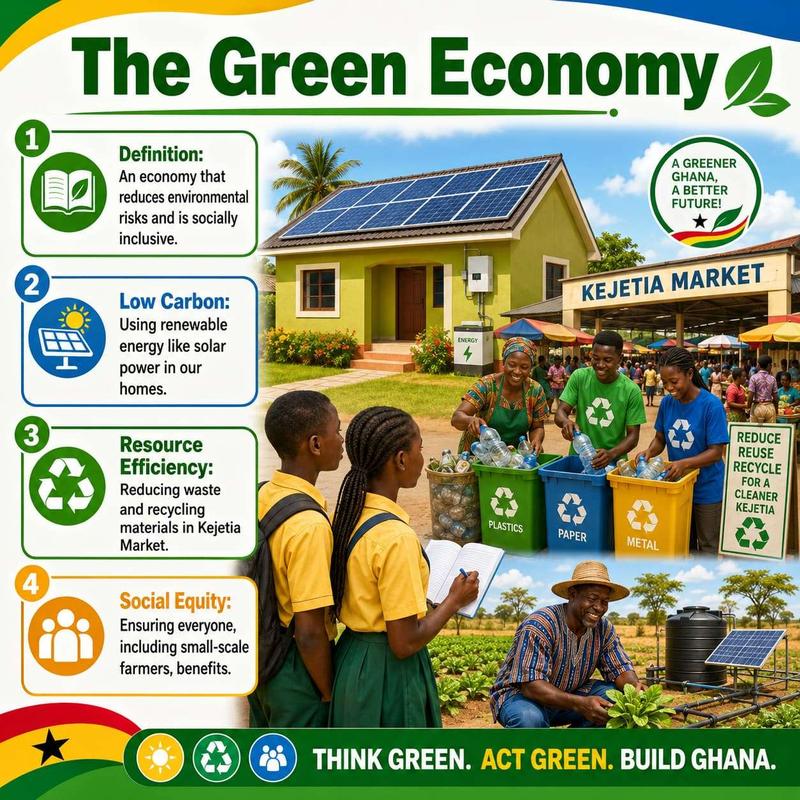 The Green Economy
1
Definition:
An economy that
reduces environmental
risks and is socially
inclusive.
2
Low Carbon:
Using renewable
energy like solar
power in our
homes.
3
Resource
Efficiency:
Reducing waste
and recycling
materials in Kejetia
Market.
4
Social Equity:
Ensuring everyone,
including small-scale
farmers, benefits.
A GREENER
GHANA,
A BETTER
FUTURE!
KEJETIA MARKET
ENERGY
PLASTICS
PAPER
METAL
REDUCE
REUSE
RECYCLE
FOR A
CLEANER
KEJETIA
THINK GREEN. ACT GREEN. BUILD GHANA.